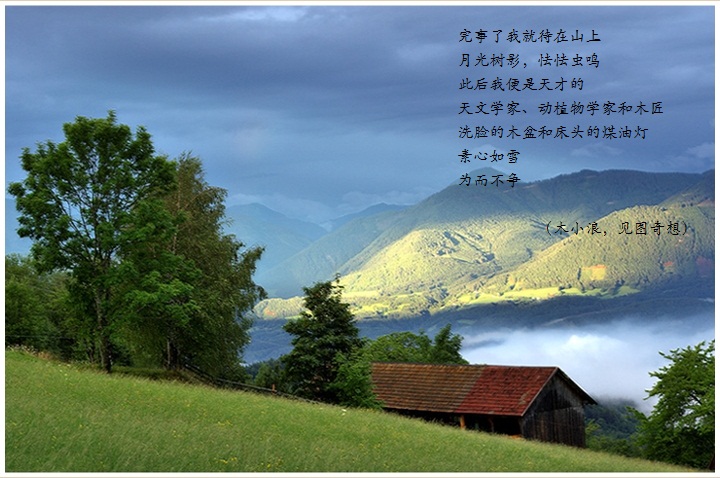 完事了我就待在山上
月光树影，怯怯虫鸣
此后我便是天才的
天文学家、动植物学家和木匠
洗脸的木盆和床头的煤油灯
素心如雪
为而不争
（大小浪，见图奇想）